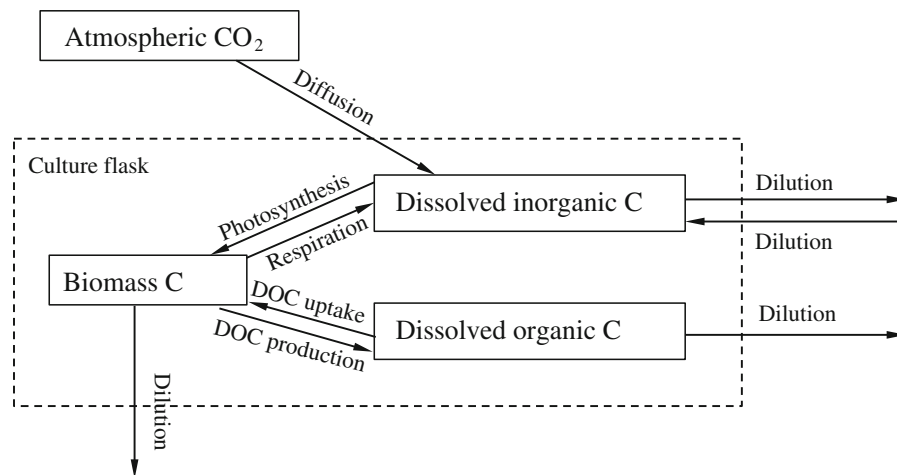 Atmospheric CO₂
Diffusion
Culture flask
Photosynthesis
Dissolved inorganic C
Dilution
Respiration
Dilution
Biomass C
DOC uptake
Dissolved organic C
Dilution
DOC production
Dilution